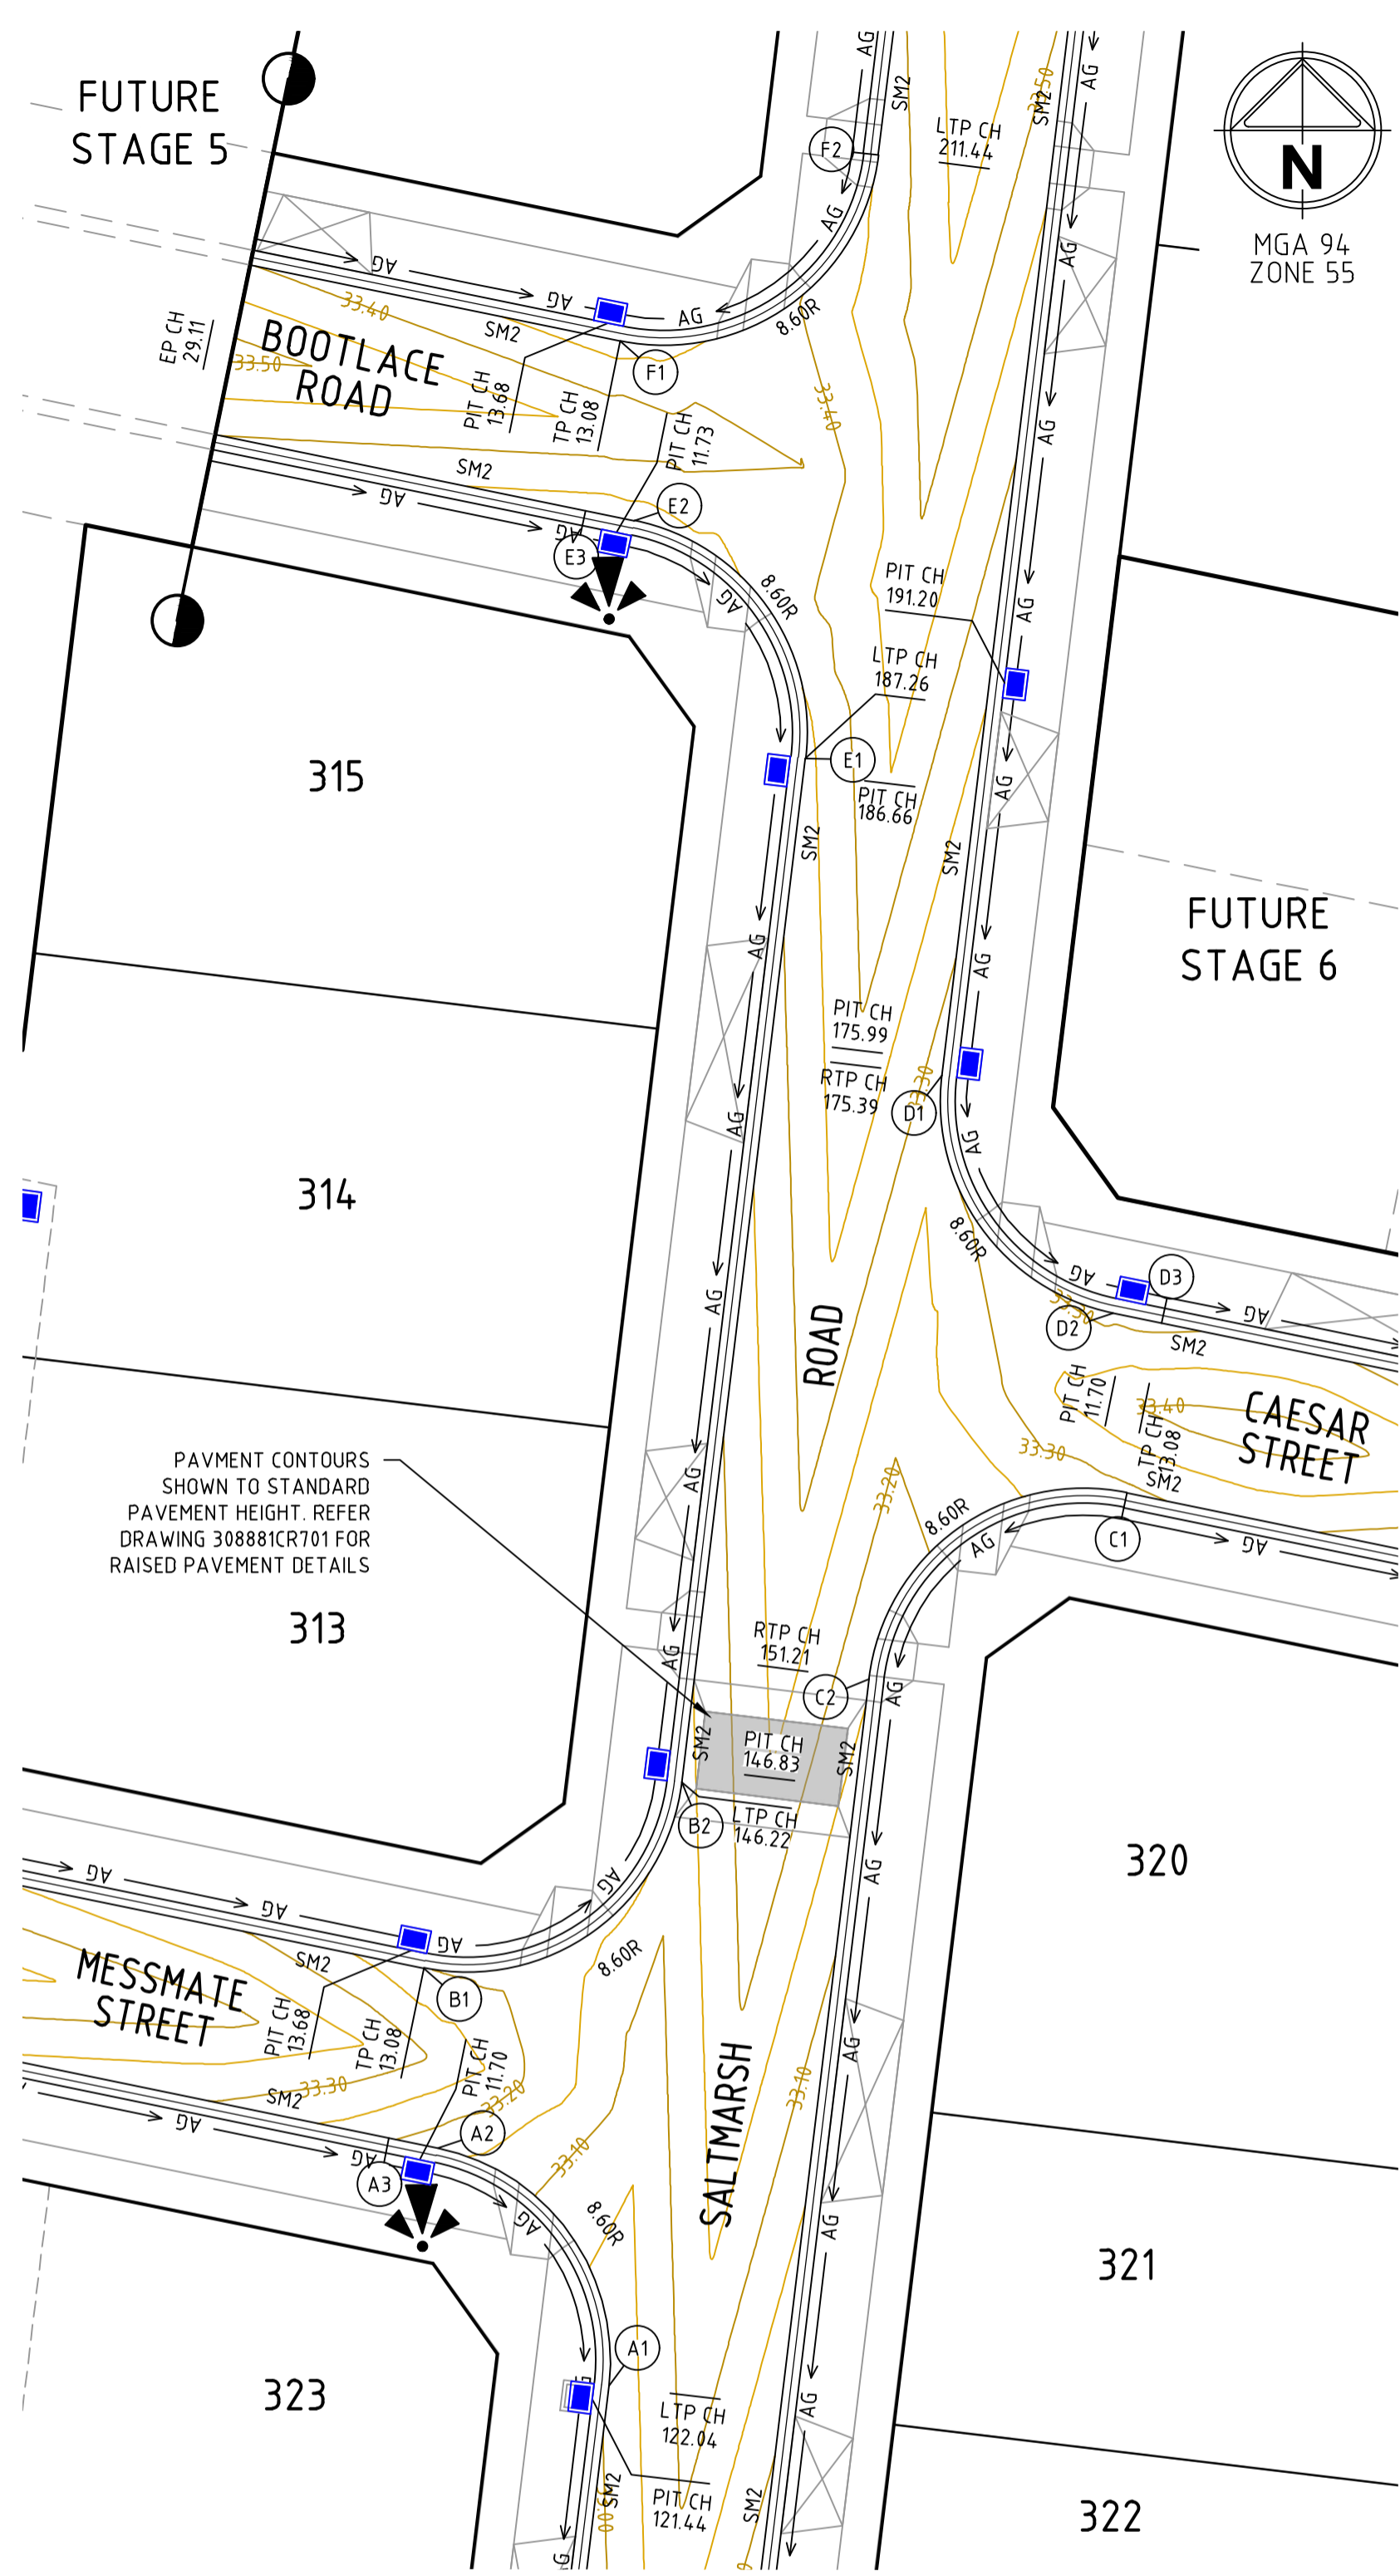 FUTURE
STAGE 5
AG
SM2
AG
33.50
SM2
LTP CH
211.44
F2
N
MGA 94
ZONE 55
AG
AG
AG
AG
AG
33.40
SM2
8.60R
EP CH
29.11
BOOTLACE
ROAD
33.50
F1
PIT CH
13.68
TP CH
13.08
PIT CH
11.73
33.40
AG
SM2
AG
E2
AG
E3
AG
8.60R
PIT CH
191.20
AG
LTP CH
187.26
E1
315
PIT CH
186.66
AG
SM2
SM2
FUTURE
STAGE 6
AG
AG
PIT CH
175.99
RTP CH
175.39
33.30
D1
AG
AG
314
8.60R
AG
D3
AG
33.30
D2
SM2
AG
ROAD
PIT CH
11.70
33.40
TP CH
13.08
CAESAR
STREET
33.30
SM2
PAVMENT CONTOURS
SHOWN TO STANDARD
PAVEMENT HEIGHT. REFER
DRAWING 308881CR701 FOR
RAISED PAVEMENT DETAILS
AG
33.20
8.60R
AG
C1
AG
313
RTP CH
151.21
AG
C2
AG
SM2
PIT CH
146.83
SM2
B2
LTP CH
146.22
320
AG
AG
AG
AG
AG
SM2
8.60R
MESSMATE
STREET
B1
PIT CH
13.68
TP CH
13.08
PIT CH
11.70
AG
33.30
SM2
33.20
33.10
SALTMARSH
AG
A2
33.10
AG
A3
AG
8.60R
AG
321
A1
323
LTP CH
122.04
AG
PIT CH
121.44
SM2
SM2
322